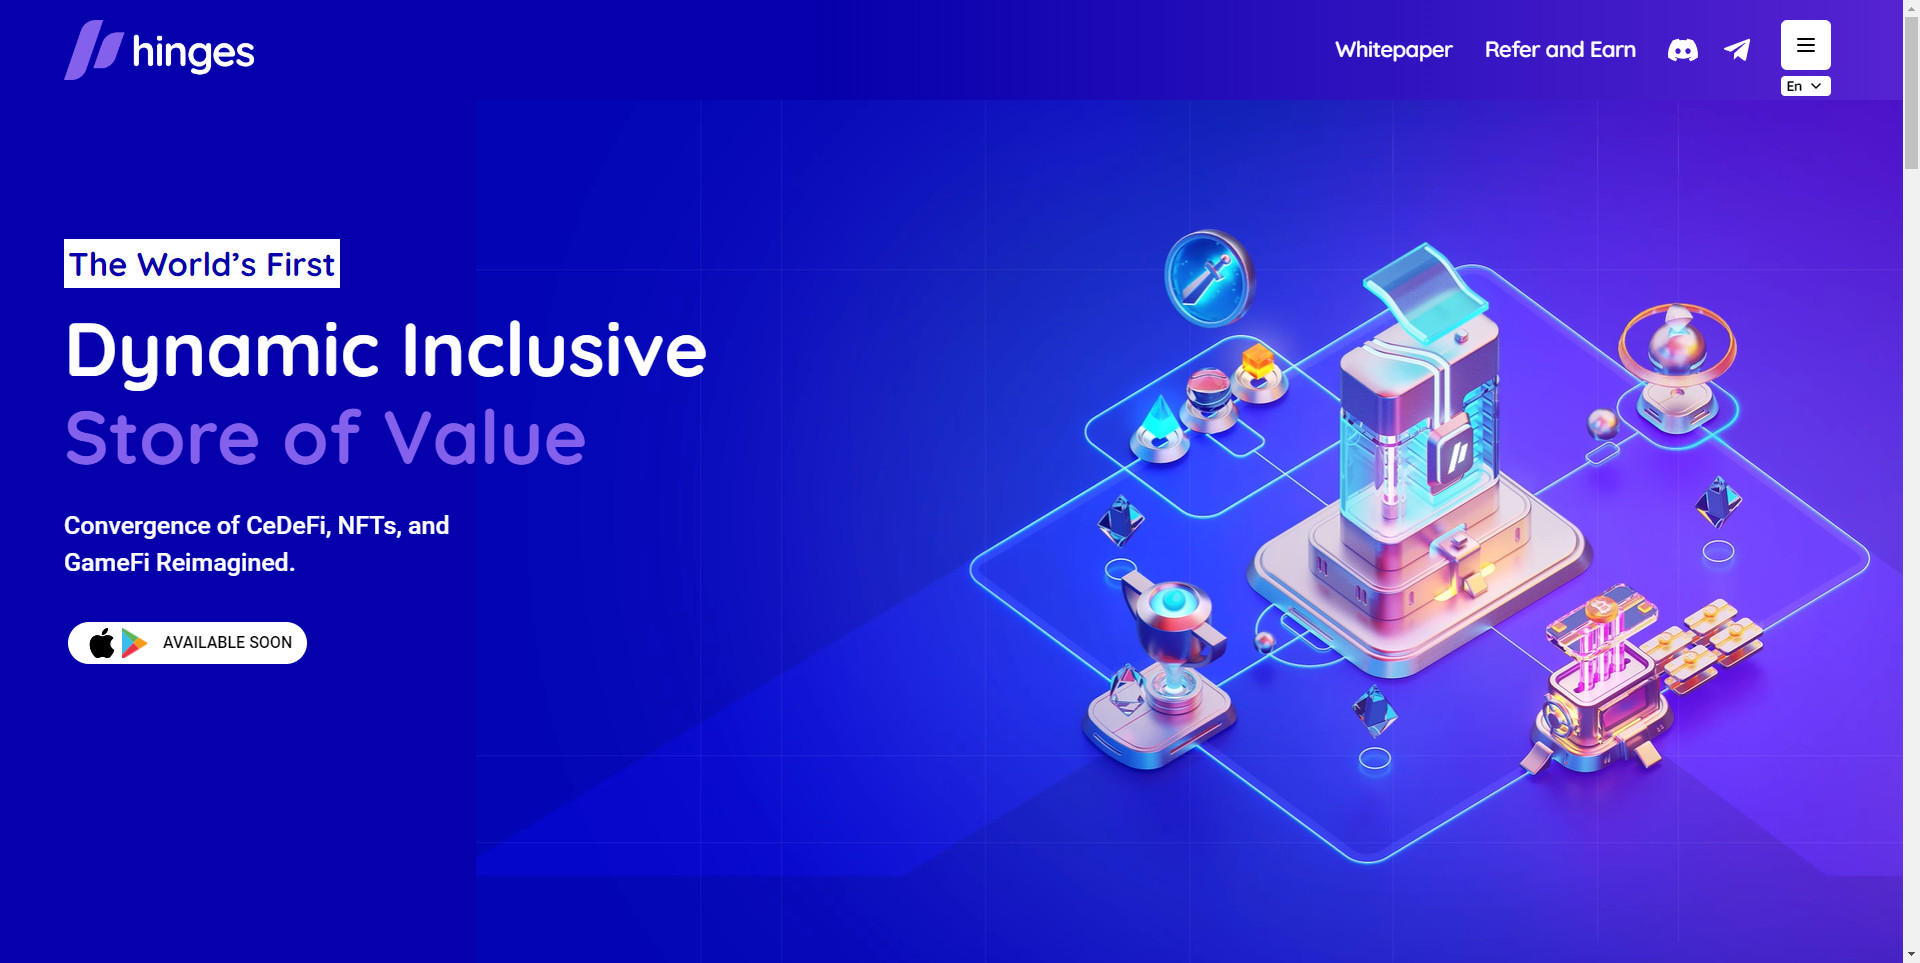 hinges
Whitepaper
Refer and Earn
En
The World’s First
Dynamic Inclusive
Store of Value
Convergence of CeDeFi, NFTs, and
GameFi Reimagined.
AVAILABLE SOON